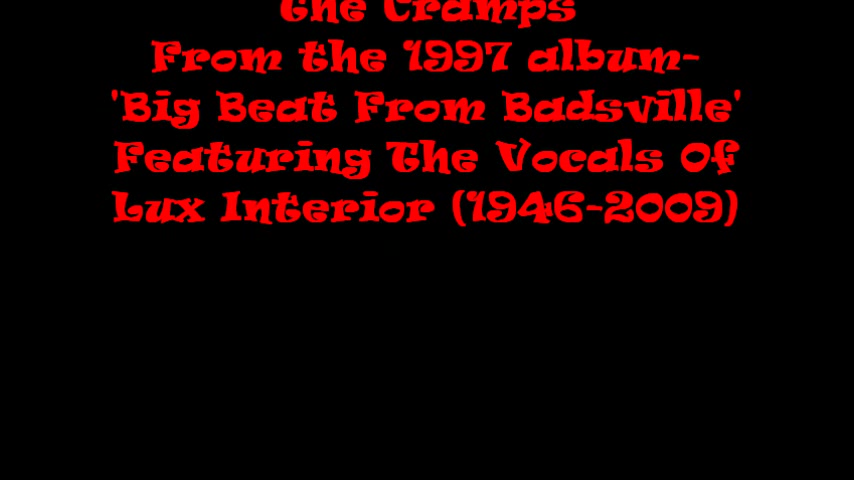 The Cramps
From the 1997 album-
'Big Beat From Badsville'
Featuring The Vocals Of
Lux Interior (1946-2009)